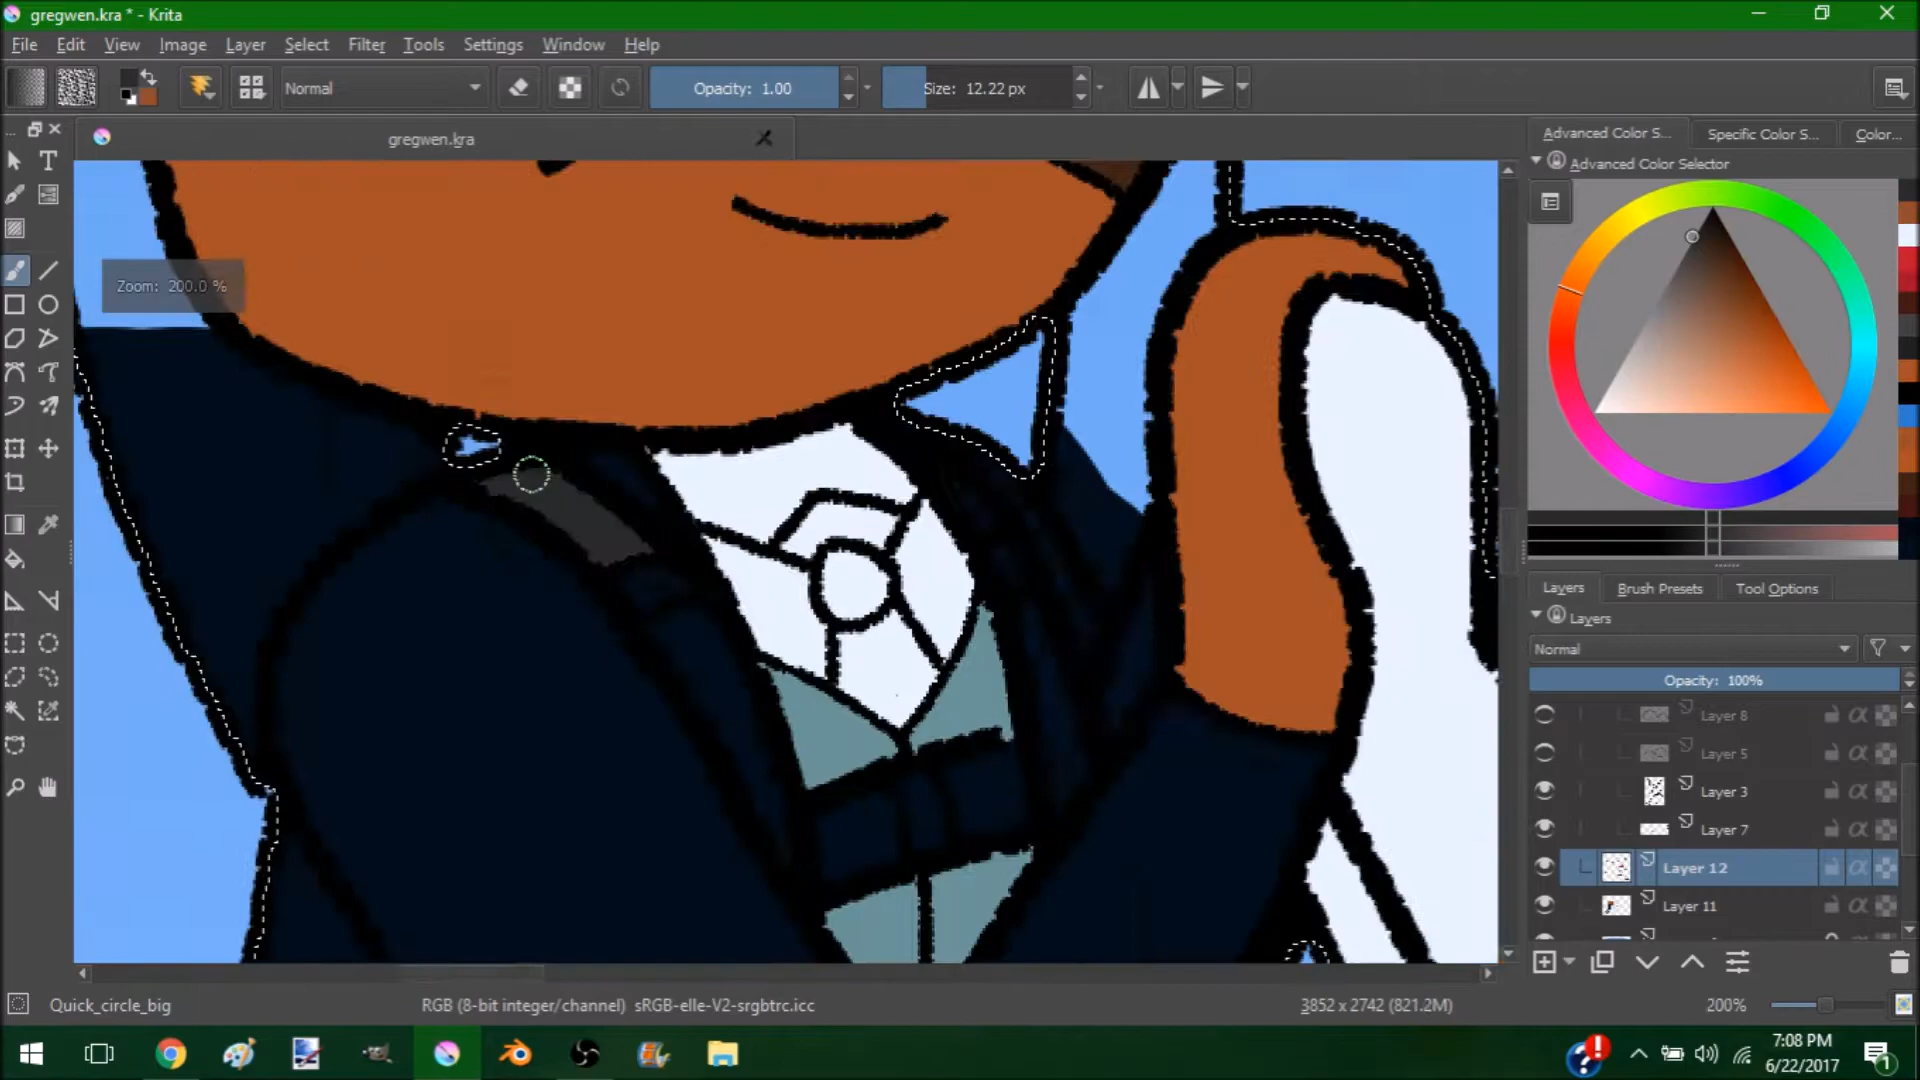 gregwen.kra * - Krita
File Edit View Image Layer Select Filter Tools Settings Window Help
Normal
Opacity: 1.00
Size: 12.22 px
gregwen.kra
Zoom: 200.0 %
Advanced Color S...
Specific Color S...
Color...
Advanced Color Selector
Layers
Brush Presets
Tool Options
Layers
Normal
Opacity: 100%
Layer 8
Layer 5
Layer 3
Layer 7
Layer 12
Layer 11
Quick_circle_big
RGB (8-bit integer/channel) sRGB-elle-V2-srgbtrc.icc
3852 x 2742 (821.2M)
200%
7:08 PM
6/22/2017
1